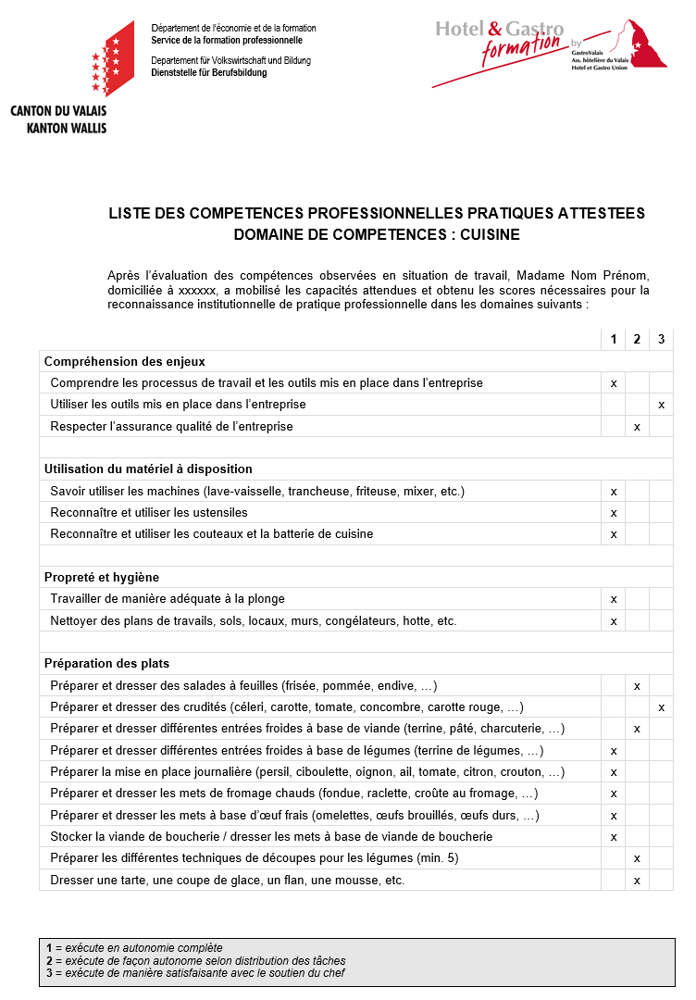 Département de l'économie et de la formation
Service de la formation professionnelle
Departement für Volkswirtschaft und Bildung
Dienststelle für Berufsbildung
CANTON DU VALAIS
KANTON WALLIS
Hotel & Gastro
formation
by
GastroValais
Ass. hôtelière du Valais
Hotel et Gastro Union
LISTE DES COMPETENCES PROFESSIONNELLES PRATIQUES ATTESTEES
DOMAINE DE COMPETENCES : CUISINE
Après l'évaluation des compétences observées en situation de travail, Madame Nom Prénom,
domiciliée à xxxxxx, a mobilisé les capacités attendues et obtenu les scores nécessaires pour la
reconnaissance institutionnelle de pratique professionnelle dans les domaines suivants :
1 2 3
Compréhension des enjeux
Comprendre les processus de travail et les outils mis en place dans l'entreprise x
Utiliser les outils mis en place dans l'entreprise x
Respecter l'assurance qualité de l'entreprise x
Utilisation du matériel à disposition
Savoir utiliser les machines (lave-vaisselle, trancheuse, friteuse, mixer, etc.) x
Reconnaître et utiliser les ustensiles x
Reconnaître et utiliser les couteaux et la batterie de cuisine x
Propreté et hygiène
Travailler de manière adéquate à la plonge x
Nettoyer des plans de travails, sols, locaux, murs, congélateurs, hotte, etc. x
Préparation des plats
Préparer et dresser des salades à feuilles (frisée, pommée, endive, …) x
Préparer et dresser des crudités (céleri, carotte, tomate, concombre, carotte rouge, …) x
Préparer et dresser différentes entrées froides à base de viande (terrine, pâté, charcuterie, …) x
Préparer et dresser différentes entrées froides à base de légumes (terrine de légumes, …) x
Préparer la mise en place journalière (persil, ciboulette, oignon, ail, tomate, citron, crouton, …) x
Préparer et dresser les mets de fromage chauds (fondue, raclette, croûte au fromage, …) x
Préparer et dresser les mets à base d'œuf frais (omelettes, œufs brouillés, œufs durs, …) x
Stocker la viande de boucherie / dresser les mets à base de viande de boucherie x
Préparer les différentes techniques de découpes pour les légumes (min. 5) x
Dresser une tarte, une coupe de glace, un flan, une mousse, etc. x
1 = exécute en autonomie complète
2 = exécute de façon autonome selon distribution des tâches
3 = exécute de manière satisfaisante avec le soutien du chef